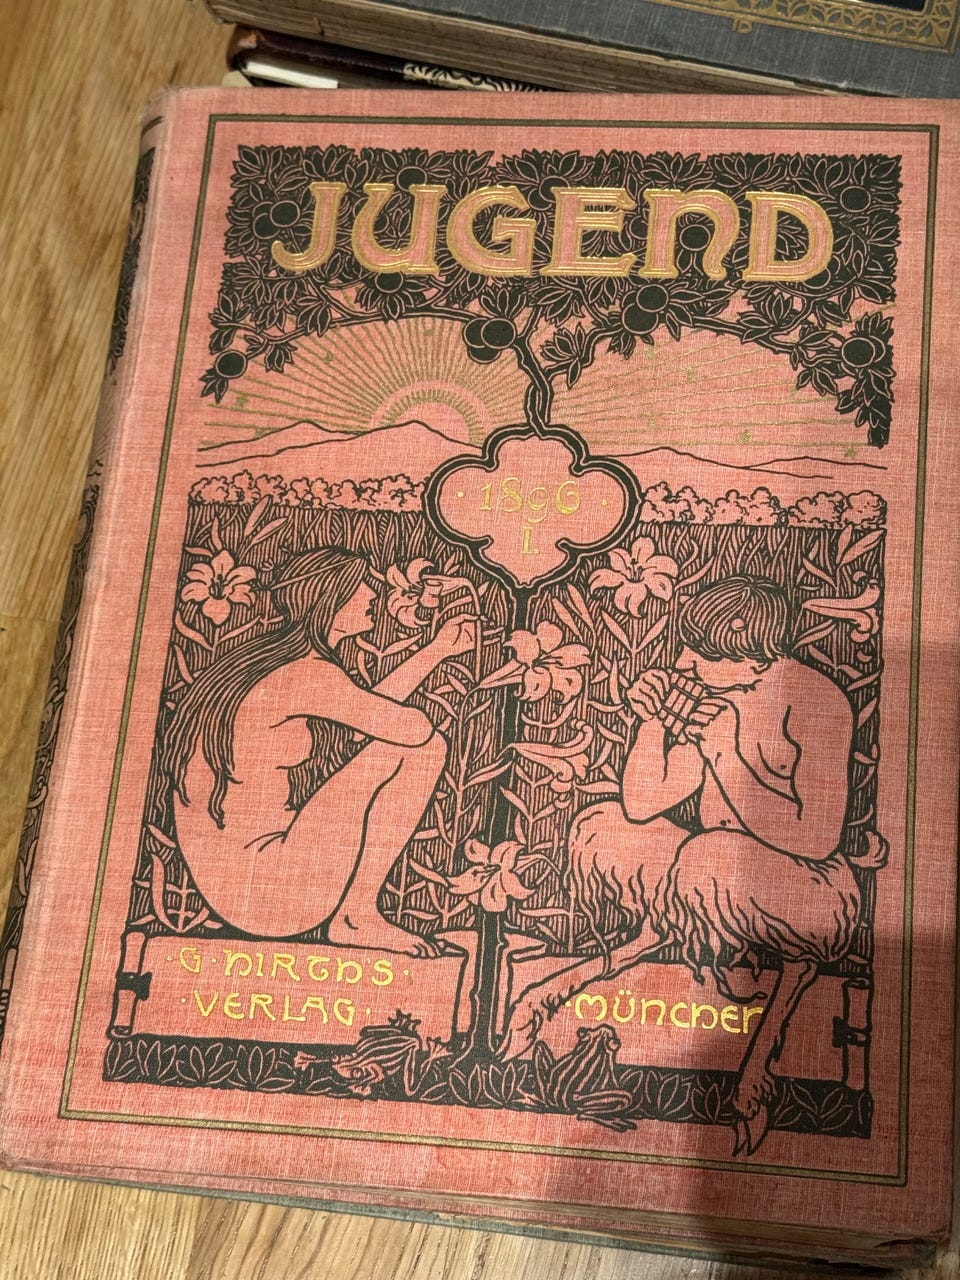 JUGEND
· 1896 ·
I.
· G · HIRTH'S ·
· VERLAG ·
· MÜNCHEN